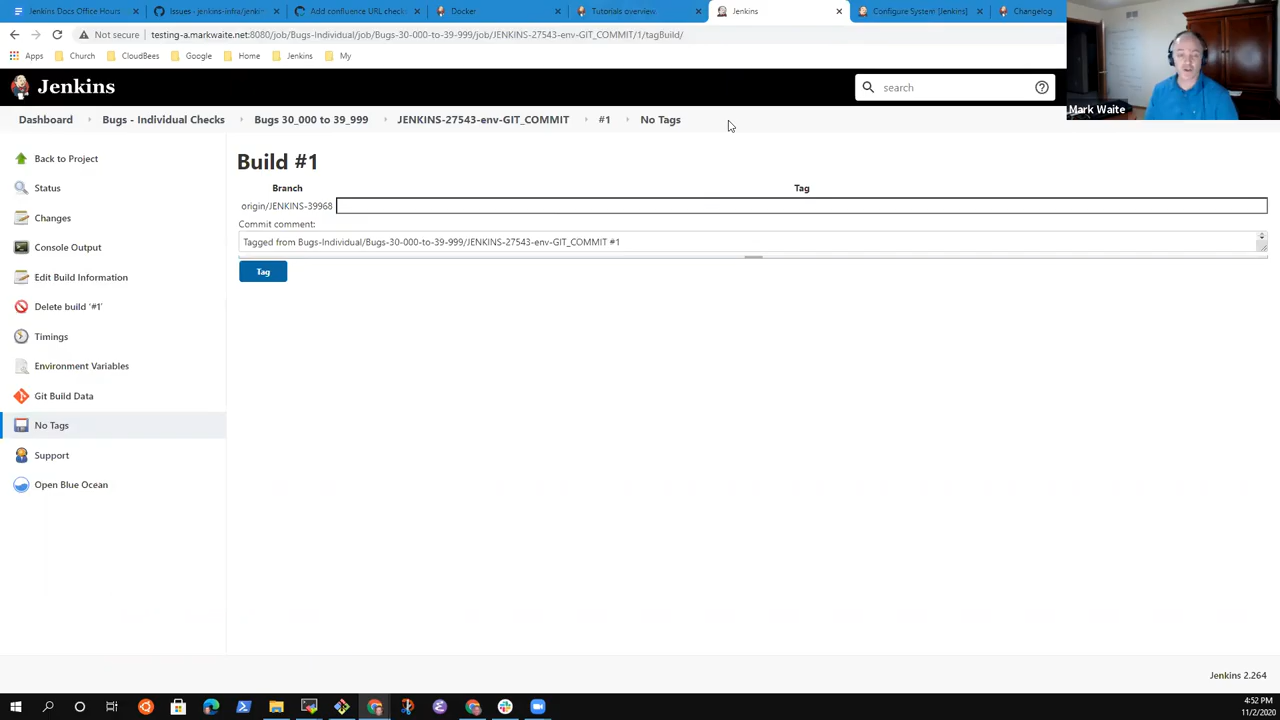 Jenkins Docs Office Hours
Issues · jenkins-infra/jenkin
Add confluence URL check
Docker
Tutorials overview
Jenkins
Configure System [Jenkins]
Changelog
Not secure
testing-a.markwaite.net:8080/job/Bugs-Individual/job/Bugs-30-000-to-39-999/job/JENKINS-27543-env-GIT_COMMIT/1/tagBuild/
Apps
Church
CloudBees
Google
Home
Jenkins
My
Mark Waite
Jenkins
search
Dashboard
Bugs - Individual Checks
Bugs 30_000 to 39_999
JENKINS-27543-env-GIT_COMMIT
#1
No Tags
Back to Project
Status
Changes
Console Output
Edit Build Information
Delete build '#1'
Timings
Environment Variables
Git Build Data
No Tags
Support
Open Blue Ocean
Build #1
Branch
Tag
origin/JENKINS-39968
Commit comment:
Tagged from Bugs-Individual/Bugs-30-000-to-39-999/JENKINS-27543-env-GIT_COMMIT #1
Tag
Jenkins 2.264
4:52 PM
11/2/2020